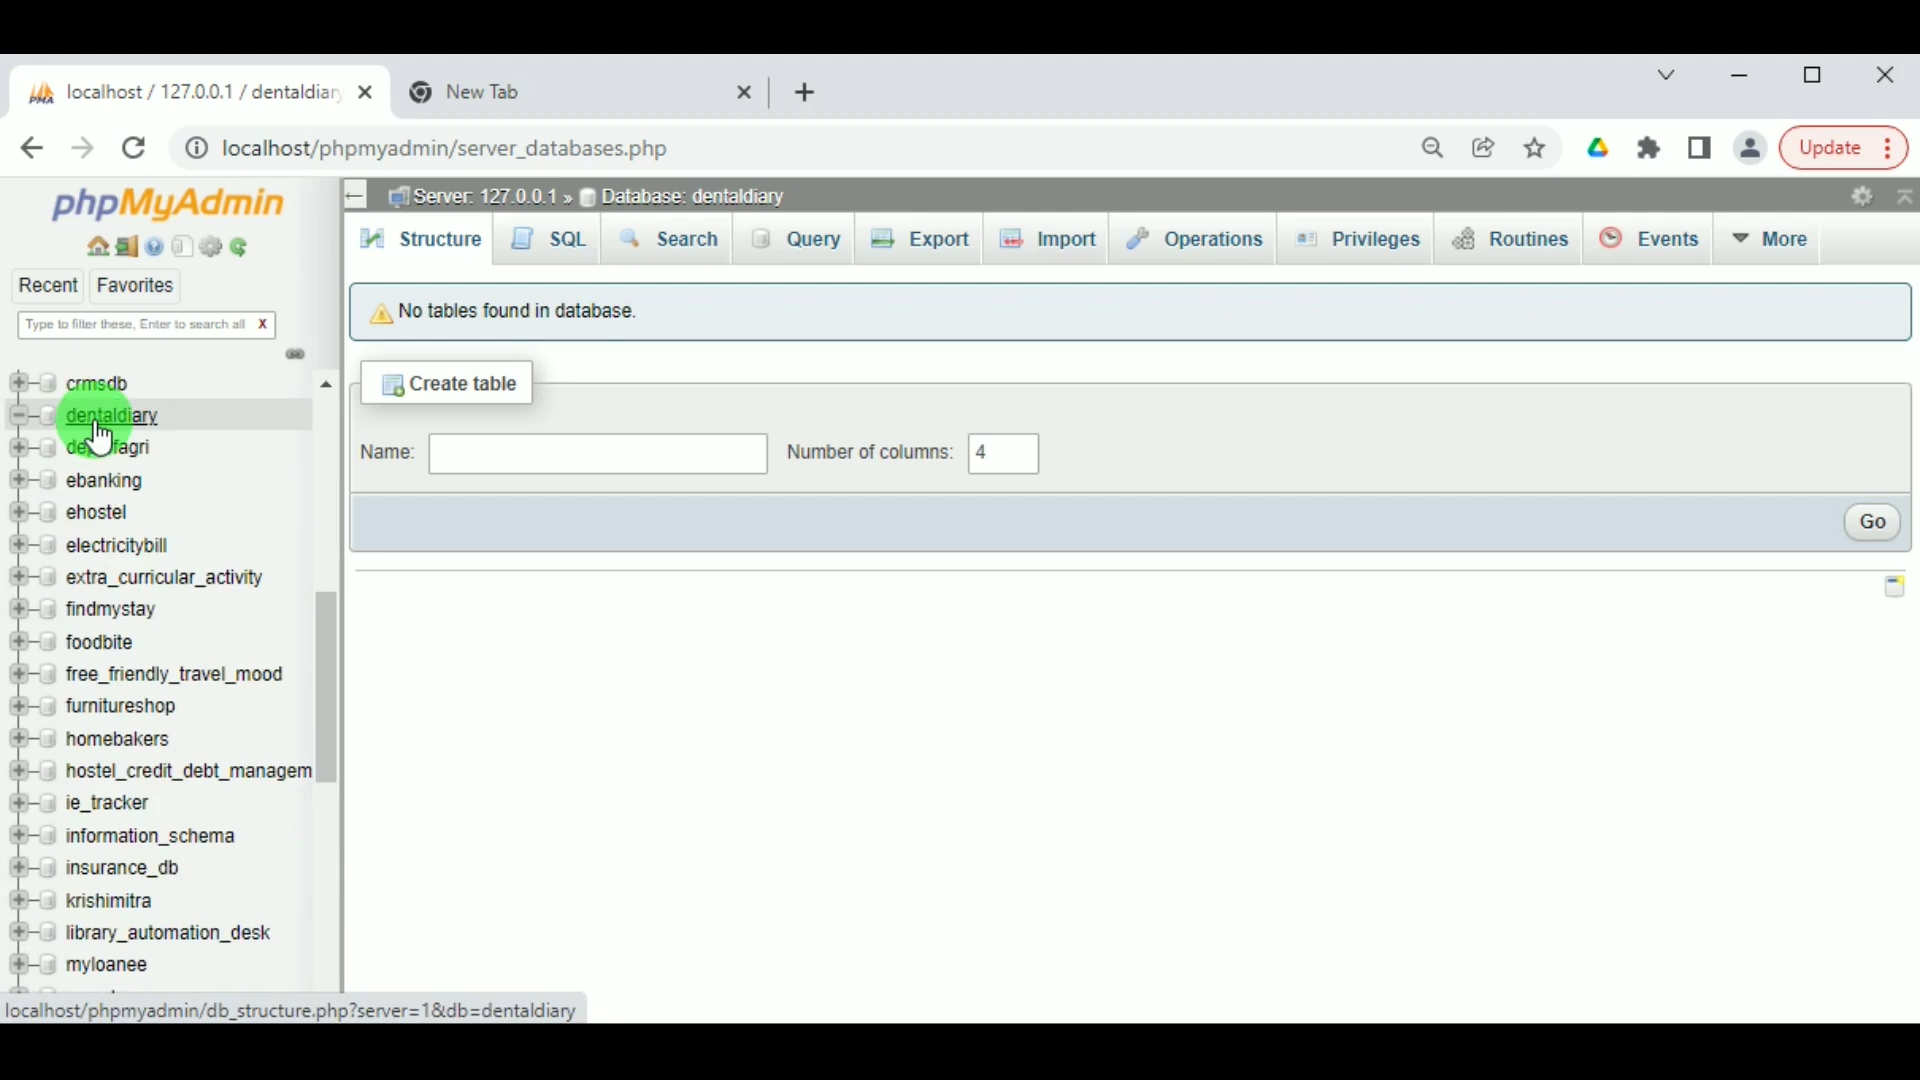 localhost / 127.0.0.1 / dentaldiary
New Tab
localhost/phpmyadmin/server_databases.php
Update
phpMyAdmin
Recent
Favorites
Type to filter these, Enter to search all X
crmsdb
dentaldiary
ebanking
ehostel
electricitybill
extra_curricular_activity
findmystay
foodbite
free_friendly_travel_mood
furnitureshop
homebakers
hostel_credit_debt_managem
ie_tracker
information_schema
insurance_db
krishimitra
library_automation_desk
myloanee
localhost/phpmyadmin/db_structure.php?server=1&db=dentaldiary
Server: 127.0.0.1 » Database: dentaldiary
Structure SQL Search Query Export Import Operations Privileges Routines Events More
No tables found in database.
Create table
Name: Number of columns: 4
Go